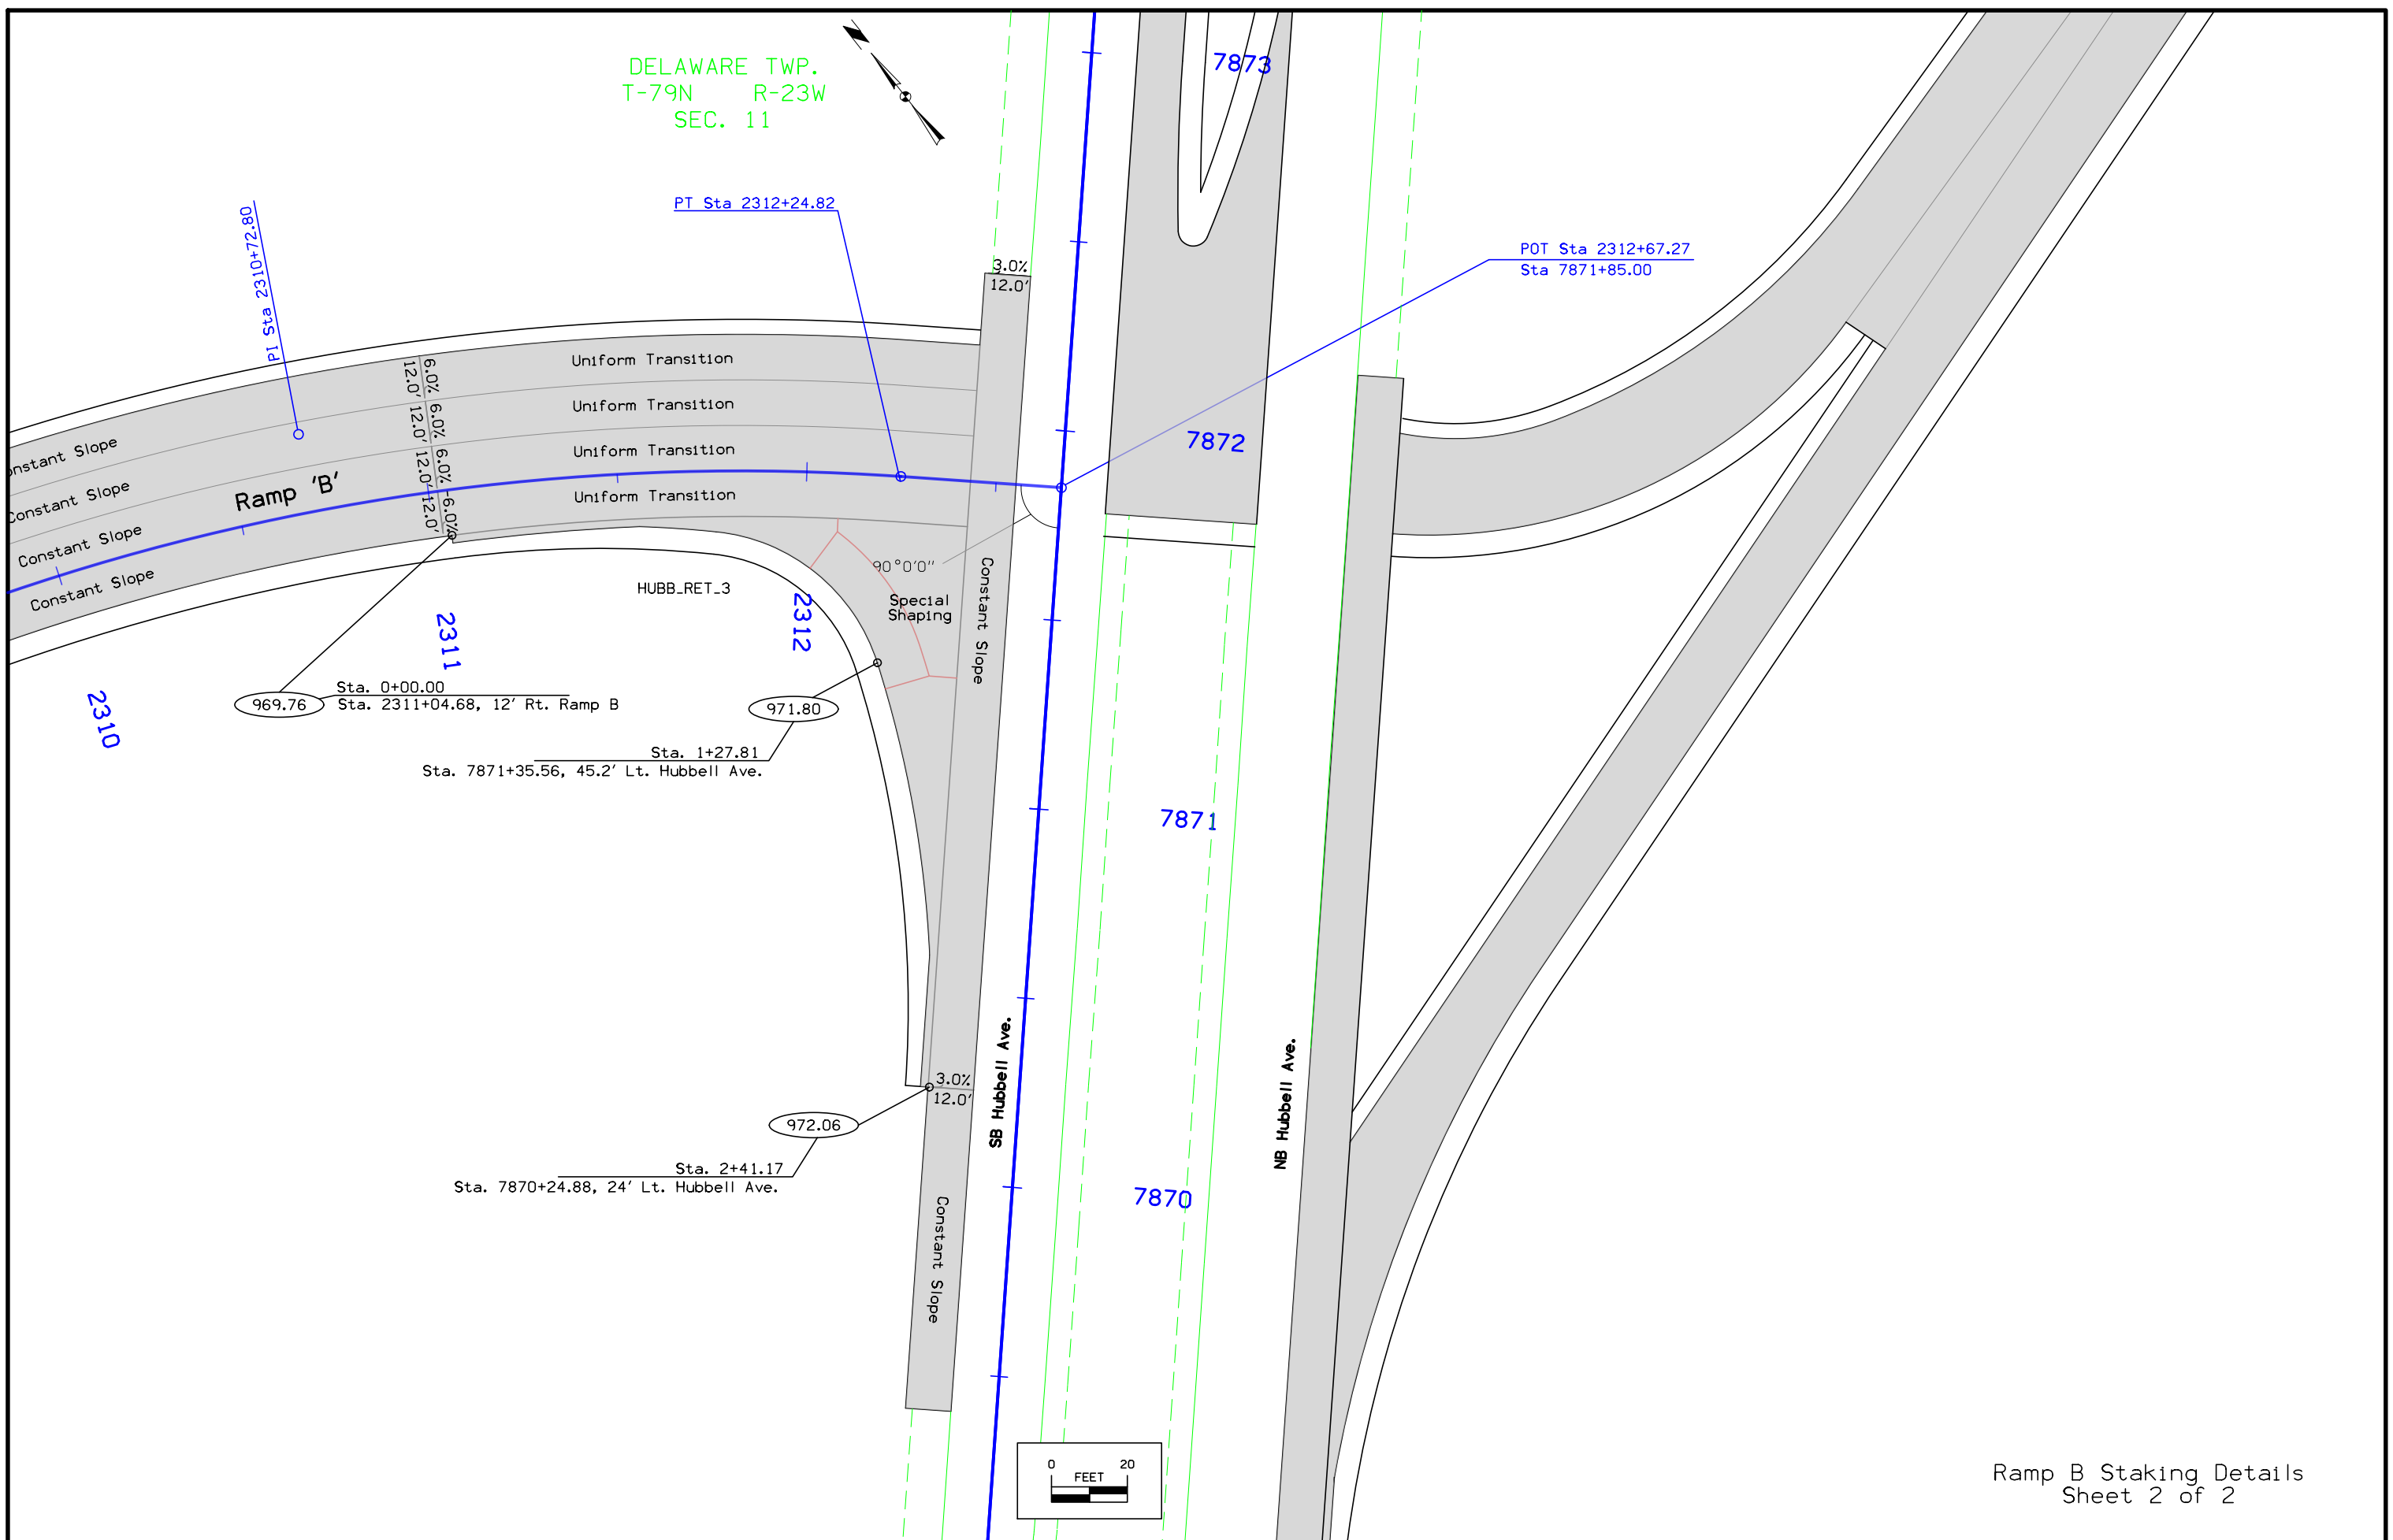 DELAWARE TWP.
T-79N R-23W
SEC. 11
7873
PT Sta 2312+24.82
PI Sta 2310+72.80
POT Sta 2312+67.27
Sta 7871+85.00
3.0%
12.0'
Uniform Transition
Uniform Transition
Uniform Transition
Uniform Transition
6.0% 6.0% 6.0% -6.0%
12.0' 12.0' 12.0' 12.0'
nstant Slope
Constant Slope
Constant Slope
Constant Slope
Ramp 'B'
7872
90°0'0"
Special
Shaping
Constant Slope
HUBB_RET_3
2312
2311
2310
969.76
Sta. 0+00.00
Sta. 2311+04.68, 12' Rt. Ramp B
971.80
Sta. 1+27.81
Sta. 7871+35.56, 45.2' Lt. Hubbell Ave.
7871
SB Hubbell Ave.
NB Hubbell Ave.
3.0%
12.0'
972.06
Sta. 2+41.17
Sta. 7870+24.88, 24' Lt. Hubbell Ave.
7870
Constant Slope
0 20
FEET
Ramp B Staking Details
Sheet 2 of 2